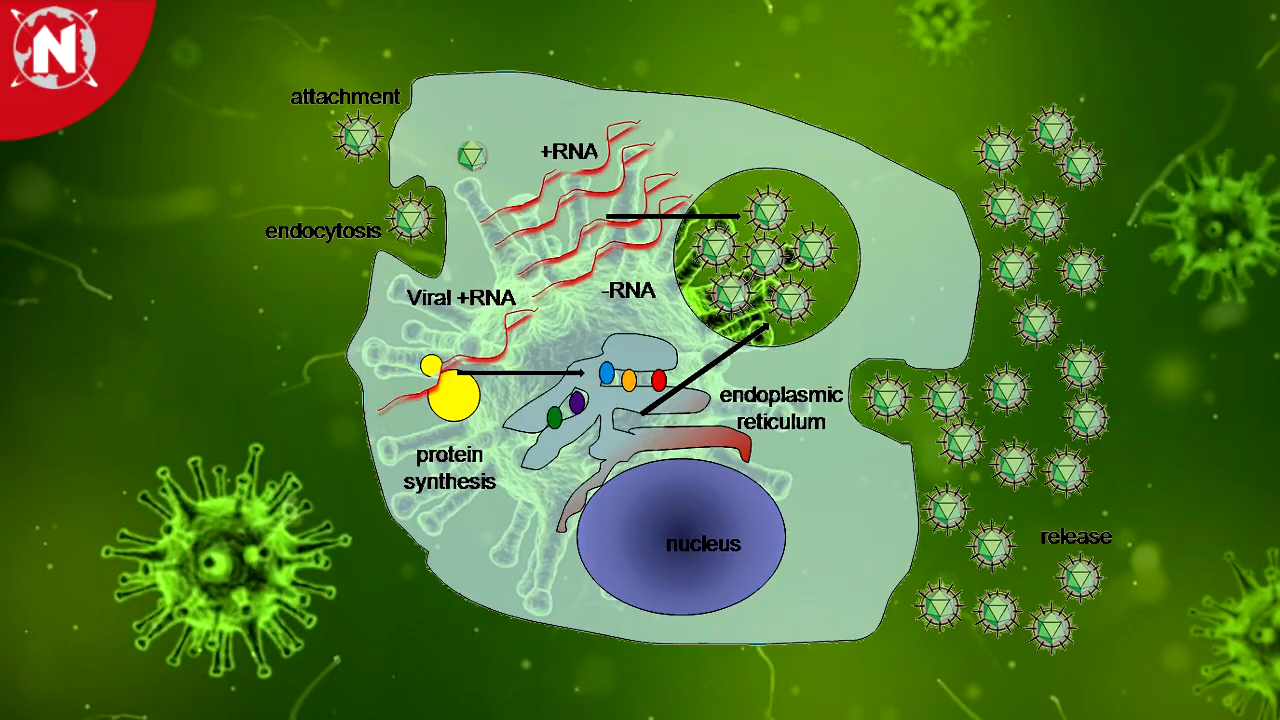 N
attachment
+RNA
endocytosis
Viral +RNA
-RNA
endoplasmic
reticulum
protein
synthesis
nucleus
release